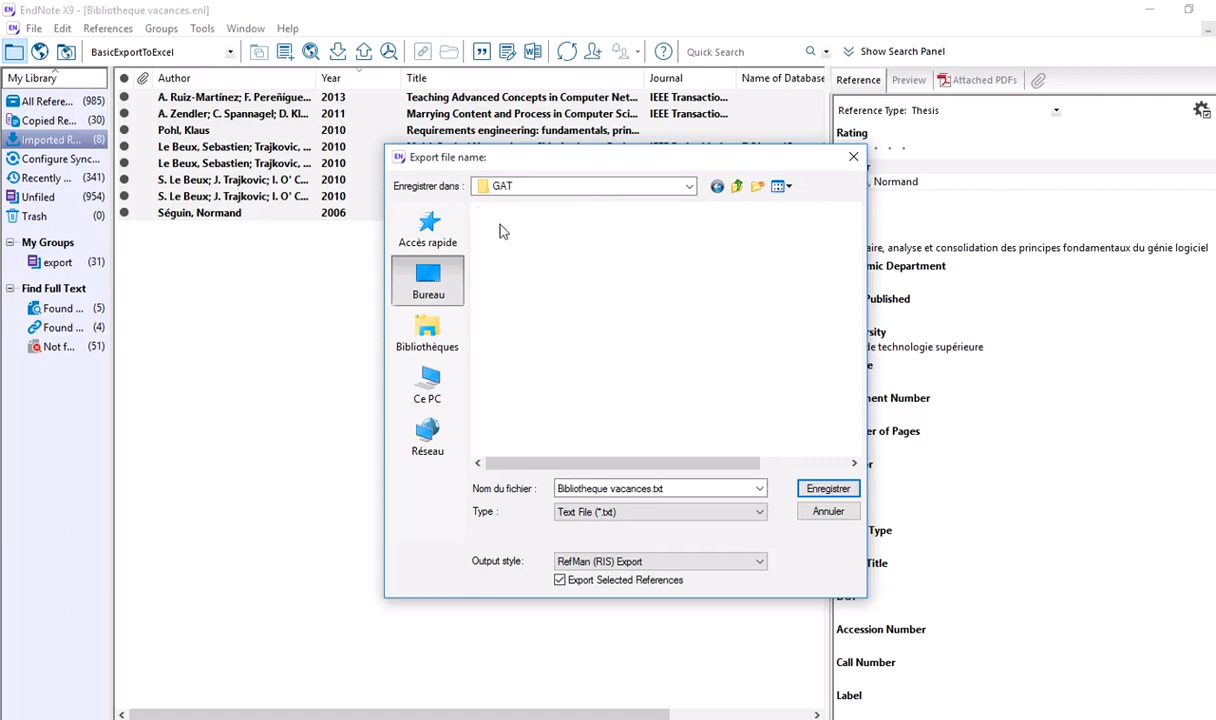 EndNote X9 - [Bibliotheque vacances.enl]
File Edit References Groups Tools Window Help
BasicExportToExcel
Quick Search
Show Search Panel
My Library
Author Year Title Journal Name of Database
Reference Preview Attached PDFs
All Refere... (985)
Copied Re... (30)
Imported R... (8)
Configure Sync...
Recently ... (341)
Unfiled (954)
Trash (0)
My Groups
export (31)
Find Full Text
Found ... (5)
Found ... (4)
Not f... (51)
A. Ruiz-Martínez; F. Pereñígue... 2013 Teaching Advanced Concepts in Computer Net... IEEE Transactio...
A. Zendler; C. Spannagel; D. Kl... 2011 Marrying Content and Process in Computer Sci... IEEE Transactio...
Pohl, Klaus 2010 Requirements engineering: fundamentals, prin...
Le Beux, Sebastien; Trajkovic, ... 2010
Le Beux, Sebastien; Trajkovic, ... 2010
S. Le Beux; J. Trajkovic; I. O' C... 2010
S. Le Beux; J. Trajkovic; I. O' C... 2010
Séguin, Normand 2006
Export file name:
Enregistrer dans : GAT
Accès rapide
Bureau
Bibliothèques
Ce PC
Réseau
Nom du fichier : Bibliotheque vacances.txt Enregistrer
Type : Text File (*.txt) Annuler
Output style: RefMan (RIS) Export
Export Selected References
Reference Type: Thesis
Rating
, Normand
aire, analyse et consolidation des principes fondamentaux du génie logiciel
mic Department
Published
rsity
de technologie supérieure
e
ment Number
er of Pages
or
Type
Title
Accession Number
Call Number
Label